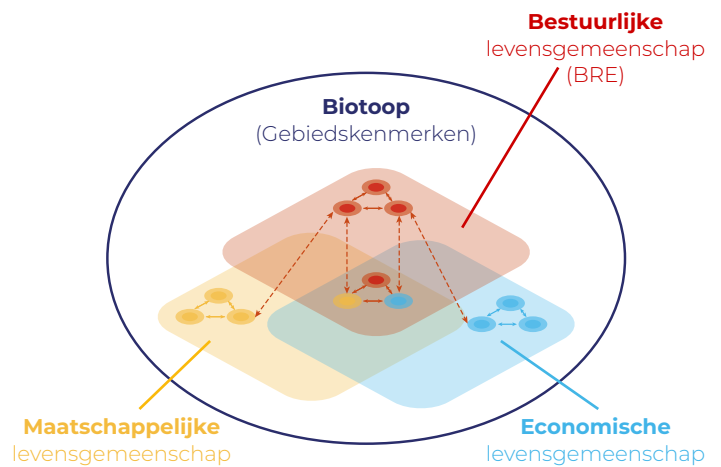 Bestuurlijke
levensgemeenschap
(BRE)
Biotoop
(Gebiedskenmerken)
Maatschappelijke
levensgemeenschap
Economische
levensgemeenschap